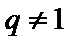 q ≠ 1